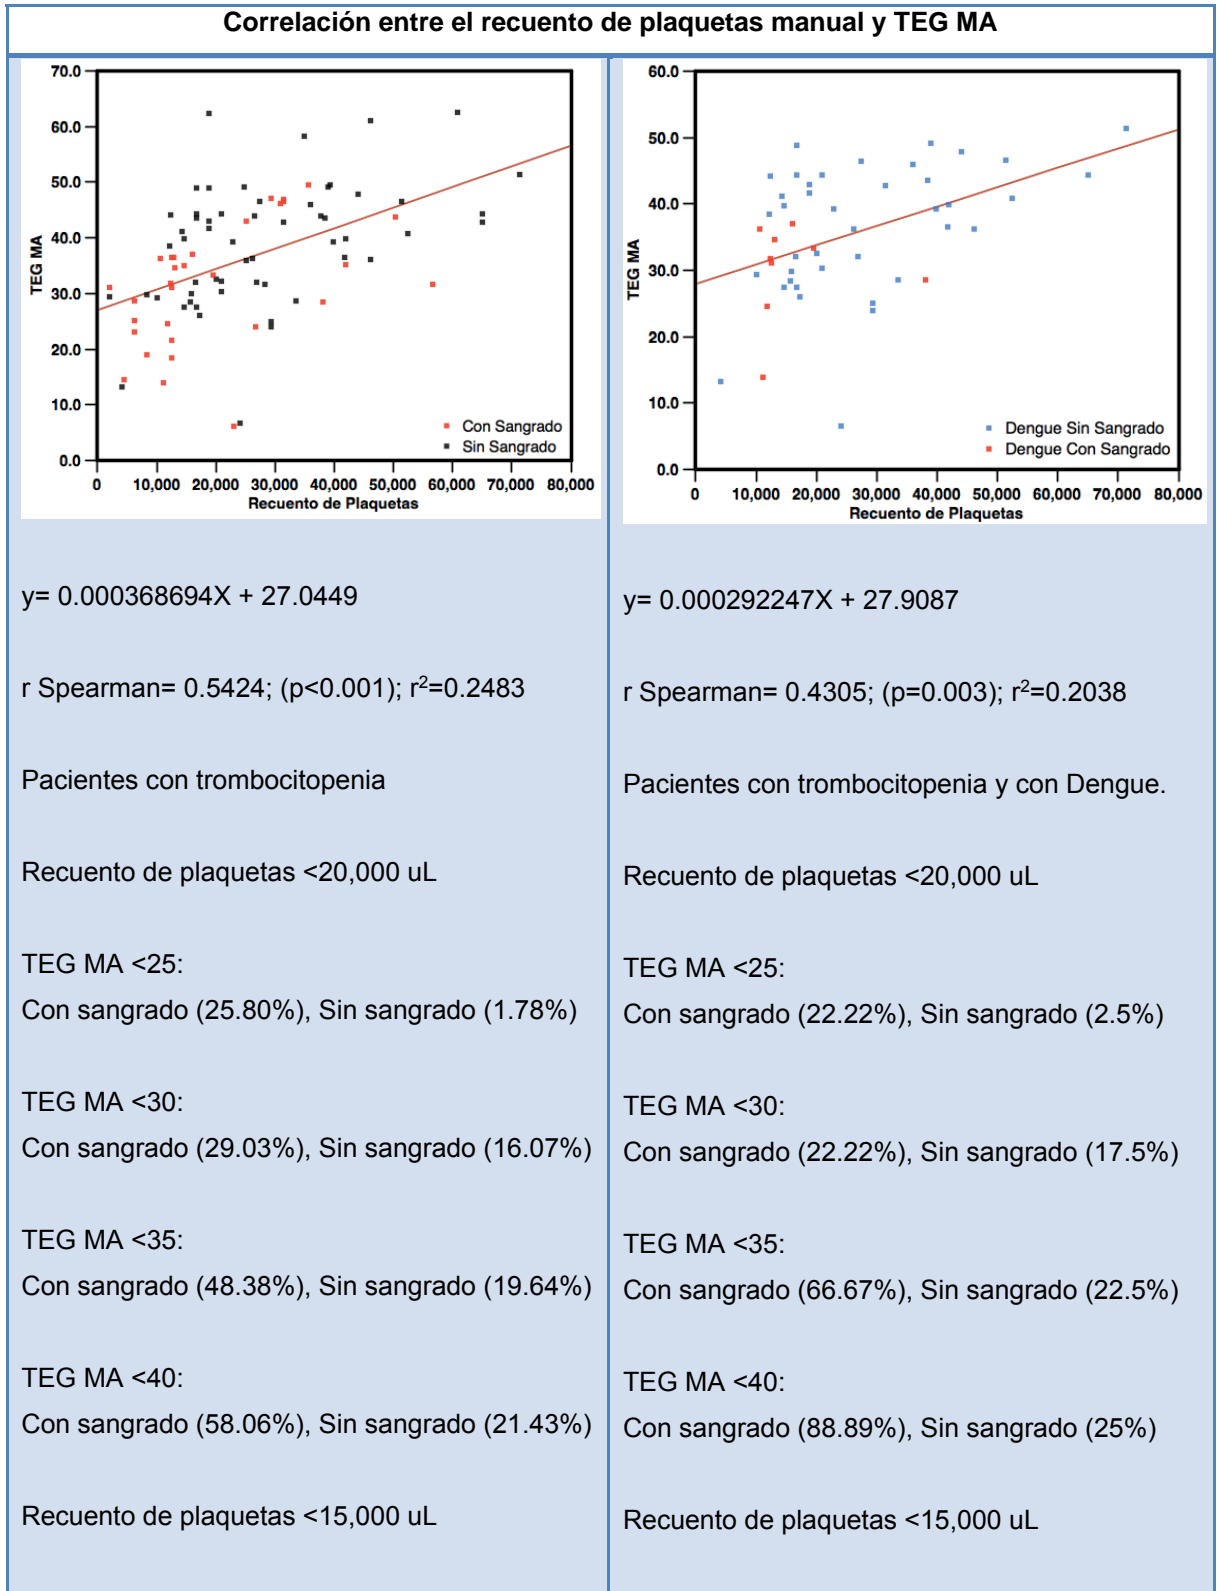 Correlación entre el recuento de plaquetas manual y TEG MA
70.0
60.0
50.0
40.0
30.0
20.0
10.0
0.0
TEG MA
Con Sangrado
Sin Sangrado
0 10,000 20,000 30,000 40,000 50,000 60,000 70,000 80,000
Recuento de Plaquetas
y= 0.000368694X + 27.0449
r Spearman= 0.5424; (p<0.001); r²=0.2483
Pacientes con trombocitopenia
Recuento de plaquetas <20,000 uL
TEG MA <25:
Con sangrado (25.80%), Sin sangrado (1.78%)
TEG MA <30:
Con sangrado (29.03%), Sin sangrado (16.07%)
TEG MA <35:
Con sangrado (48.38%), Sin sangrado (19.64%)
TEG MA <40:
Con sangrado (58.06%), Sin sangrado (21.43%)
Recuento de plaquetas <15,000 uL
60.0
50.0
40.0
30.0
20.0
10.0
0.0
TEG MA
Dengue Sin Sangrado
Dengue Con Sangrado
0 10,000 20,000 30,000 40,000 50,000 60,000 70,000 80,000
Recuento de Plaquetas
y= 0.000292247X + 27.9087
r Spearman= 0.4305; (p=0.003); r²=0.2038
Pacientes con trombocitopenia y con Dengue.
Recuento de plaquetas <20,000 uL
TEG MA <25:
Con sangrado (22.22%), Sin sangrado (2.5%)
TEG MA <30:
Con sangrado (22.22%), Sin sangrado (17.5%)
TEG MA <35:
Con sangrado (66.67%), Sin sangrado (22.5%)
TEG MA <40:
Con sangrado (88.89%), Sin sangrado (25%)
Recuento de plaquetas <15,000 uL